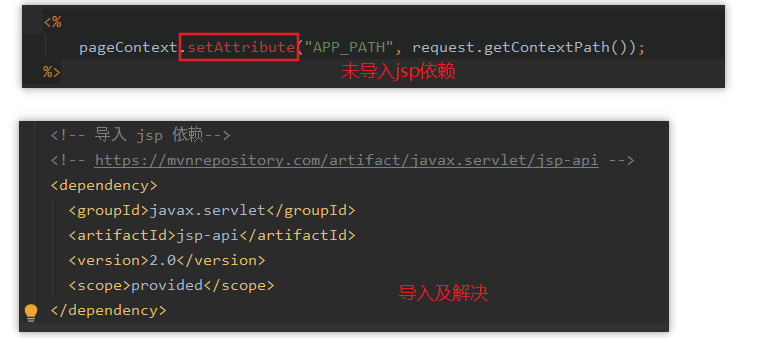 <%
pageContext.setAttribute("APP_PATH", request.getContextPath());
%>
未导入jsp依赖
<!-- 导入 jsp 依赖-->
<!-- https://mvnrepository.com/artifact/javax.servlet/jsp-api -->
<dependency>
<groupId>javax.servlet</groupId>
<artifactId>jsp-api</artifactId>
<version>2.0</version>
<scope>provided</scope>
导入及解决
</dependency>